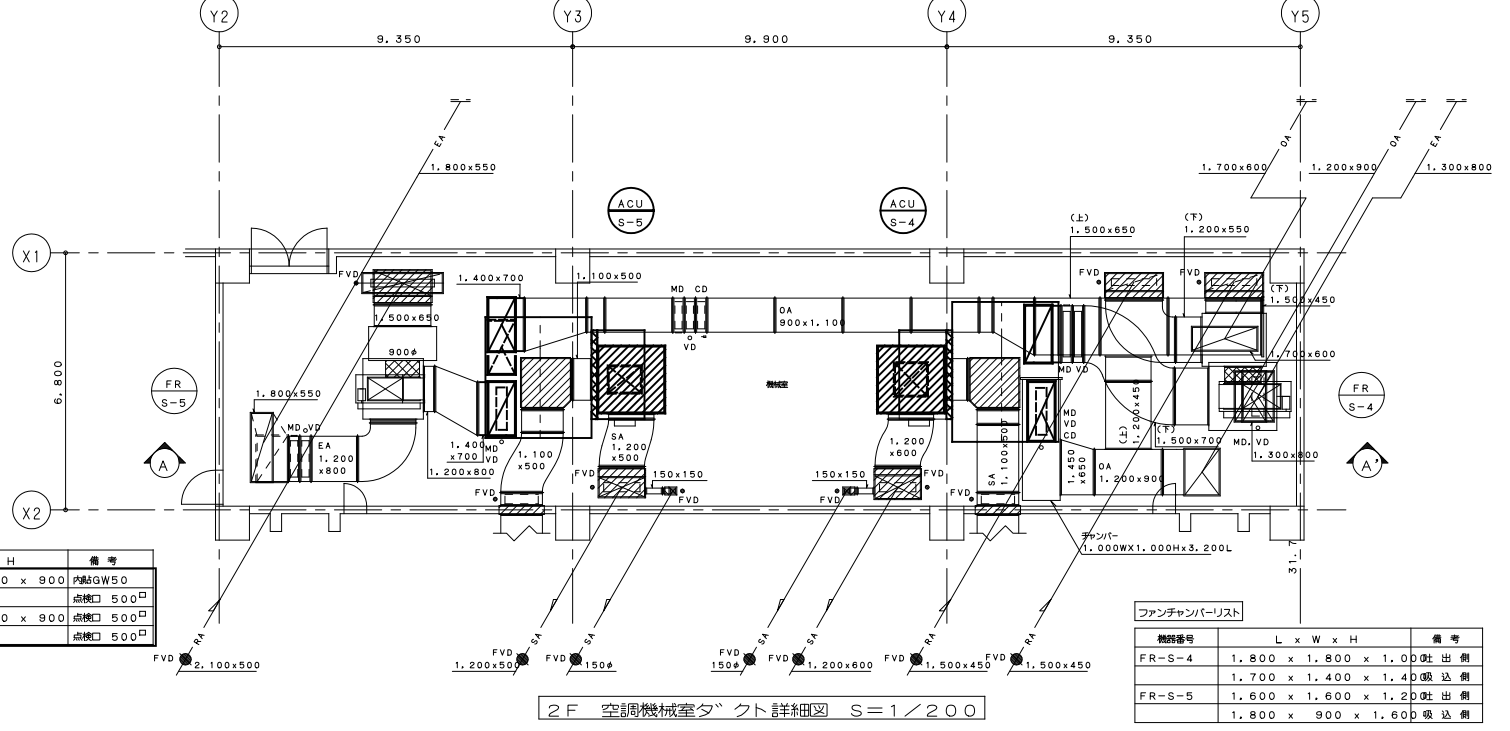 Y2
Y3
Y4
Y5
9.350
9.900
9.350
EA
OA
OA
EA
1.800x550
1.700x600
1.200x900
1.300x800
ACU
S-5
ACU
S-4
(上)
1.500x650
(下)
1.200x550
X1
FVD
1.400x700
1.100x500
MD CD
FVD
FVD
(下)
1.500x450
1.500x650
OA
900x1.100
VD
900φ
1.700x600
6.800
FR
S-5
機械室
MD VD
FR
S-4
1.800x550
1.200x450
(上)
MD VD
EA
1.200
x800
1.400
x700
MD
VD
1.200x800
1.100
x500
SA
1.200
x500
1.200
x600
SA
1.100x500
MD
VD
CD
1.450
x650
OA
1.200x900
(下)
1.500x700
MD VD
1.300x800
A
A'
FVD
150x150
FVD
150x150
FVD
FVD
FVD
FVD
X2
チャンバー
1.000WX1.000Hx3.200L
31.7
H 備 考
0 x 900 内貼GW50
点検口 500□
0 x 900 点検口 500□
点検口 500□
RA
SA
SA
SA
SA
RA
RA
FVD
2.100x500
FVD
1.200x500
FVD
150φ
FVD
150φ
FVD
1.200x600
FVD
1.500x450
FVD
1.500x450
ファンチャンバーリスト
機器番号 L x W x H 備 考
FR-S-4 1.800 x 1.800 x 1.000 吐 出 側
1.700 x 1.400 x 1.400 吸 込 側
FR-S-5 1.600 x 1.600 x 1.200 吐 出 側
1.800 x 900 x 1.600 吸 込 側
2F 空調機械室ダクト詳細図 S=1/200